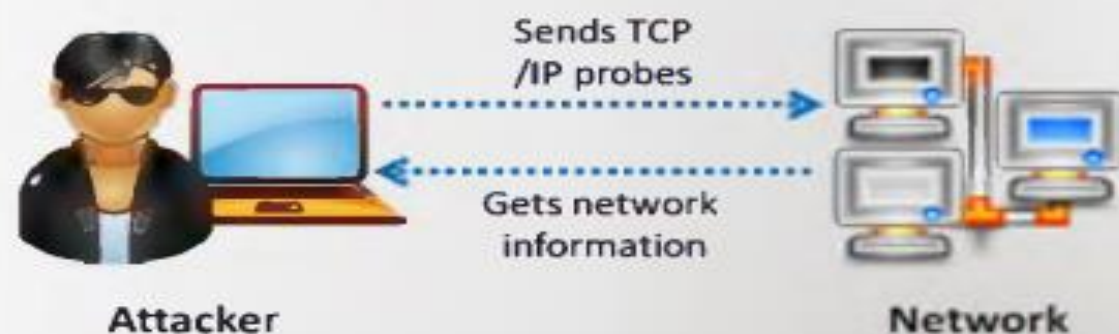 Sends TCP
/IP probes
Gets network
information
Attacker
Network